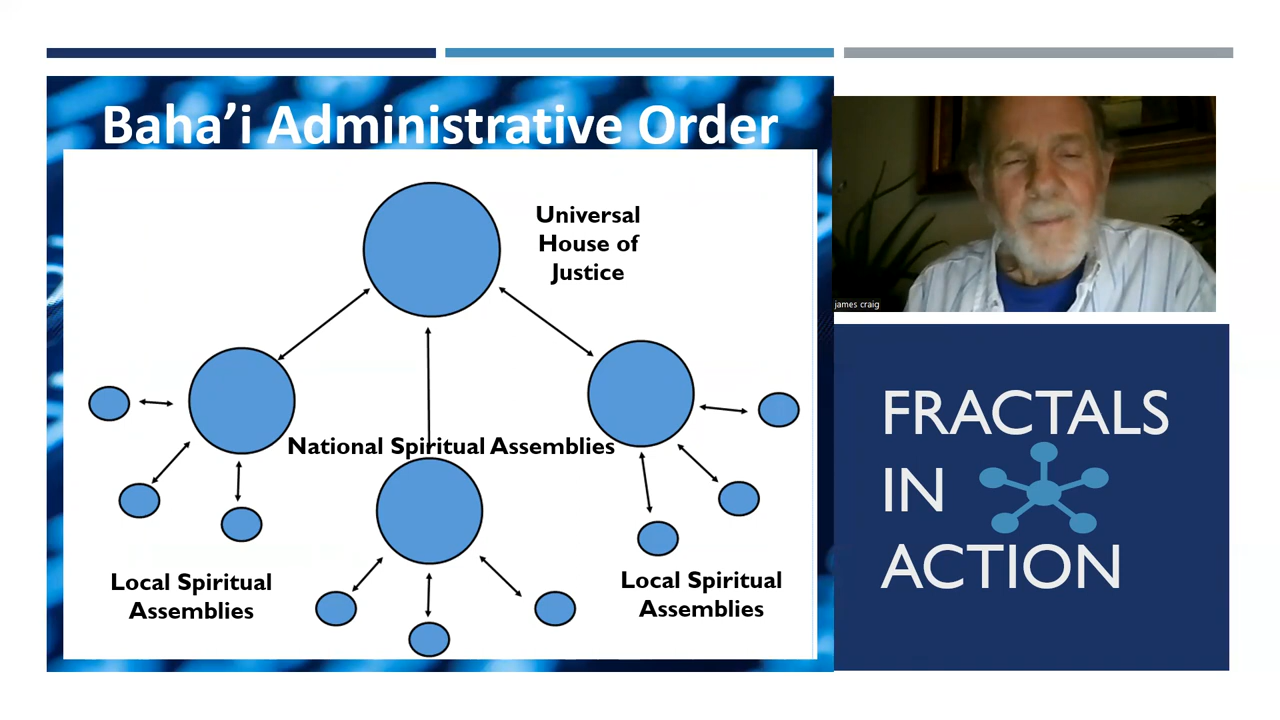 Baha’i Administrative Order
Universal
House of
Justice
National Spiritual Assemblies
Local Spiritual
Assemblies
Local Spiritual
Assemblies
james craig
FRACTALS
IN
ACTION